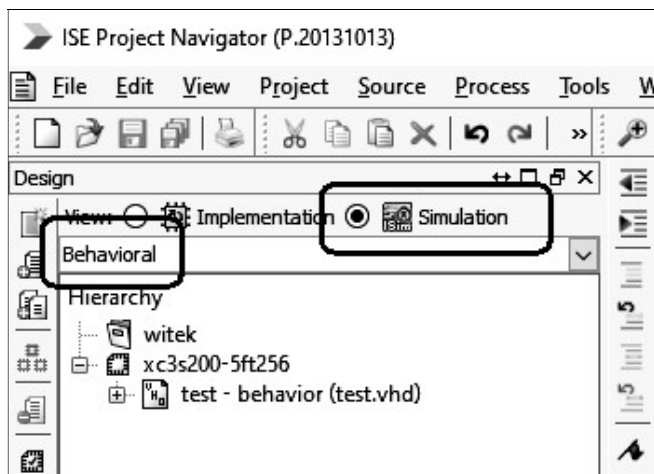 ISE Project Navigator (P.20131013)
File Edit View Project Source Process Tools W
»
Design
View: Implementation Simulation
Behavioral
Hierarchy
witek
xc3s200-5ft256
test - behavior (test.vhd)